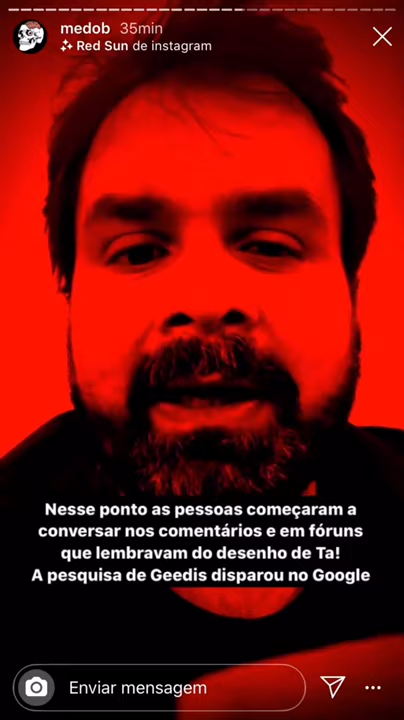 medob 35min
Red Sun de instagram
Nesse ponto as pessoas começaram a
conversar nos comentários e em fóruns
que lembravam do desenho de Ta!
A pesquisa de Geedis disparou no Google
Enviar mensagem